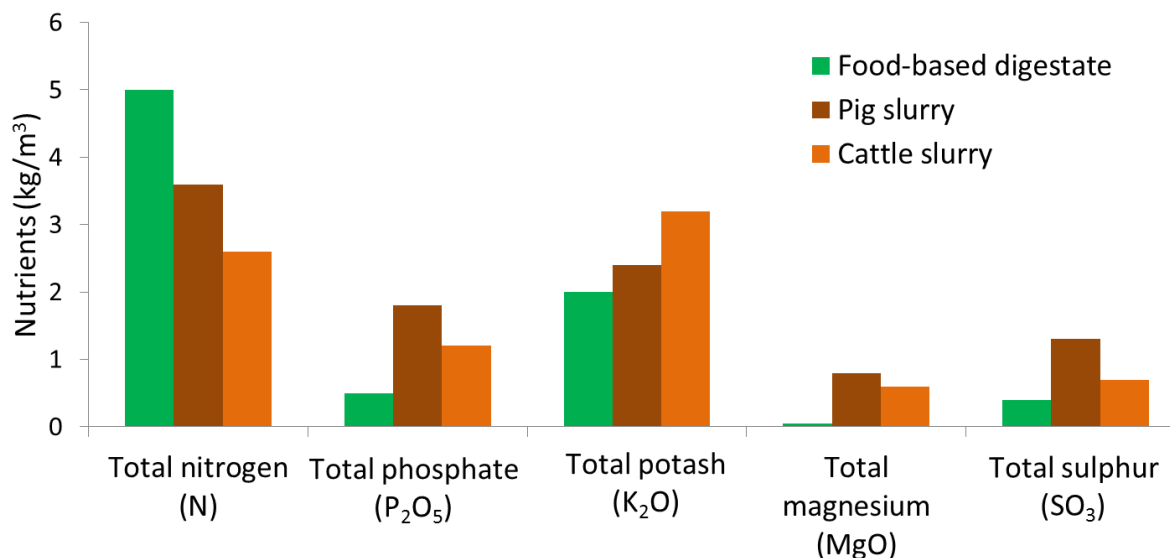 Nutrients (kg/m³)
6
5
4
3
2
1
0
Food-based digestate
Pig slurry
Cattle slurry
Total nitrogen
(N)
Total phosphate
(P₂O₅)
Total potash
(K₂O)
Total
magnesium
(MgO)
Total sulphur
(SO₃)